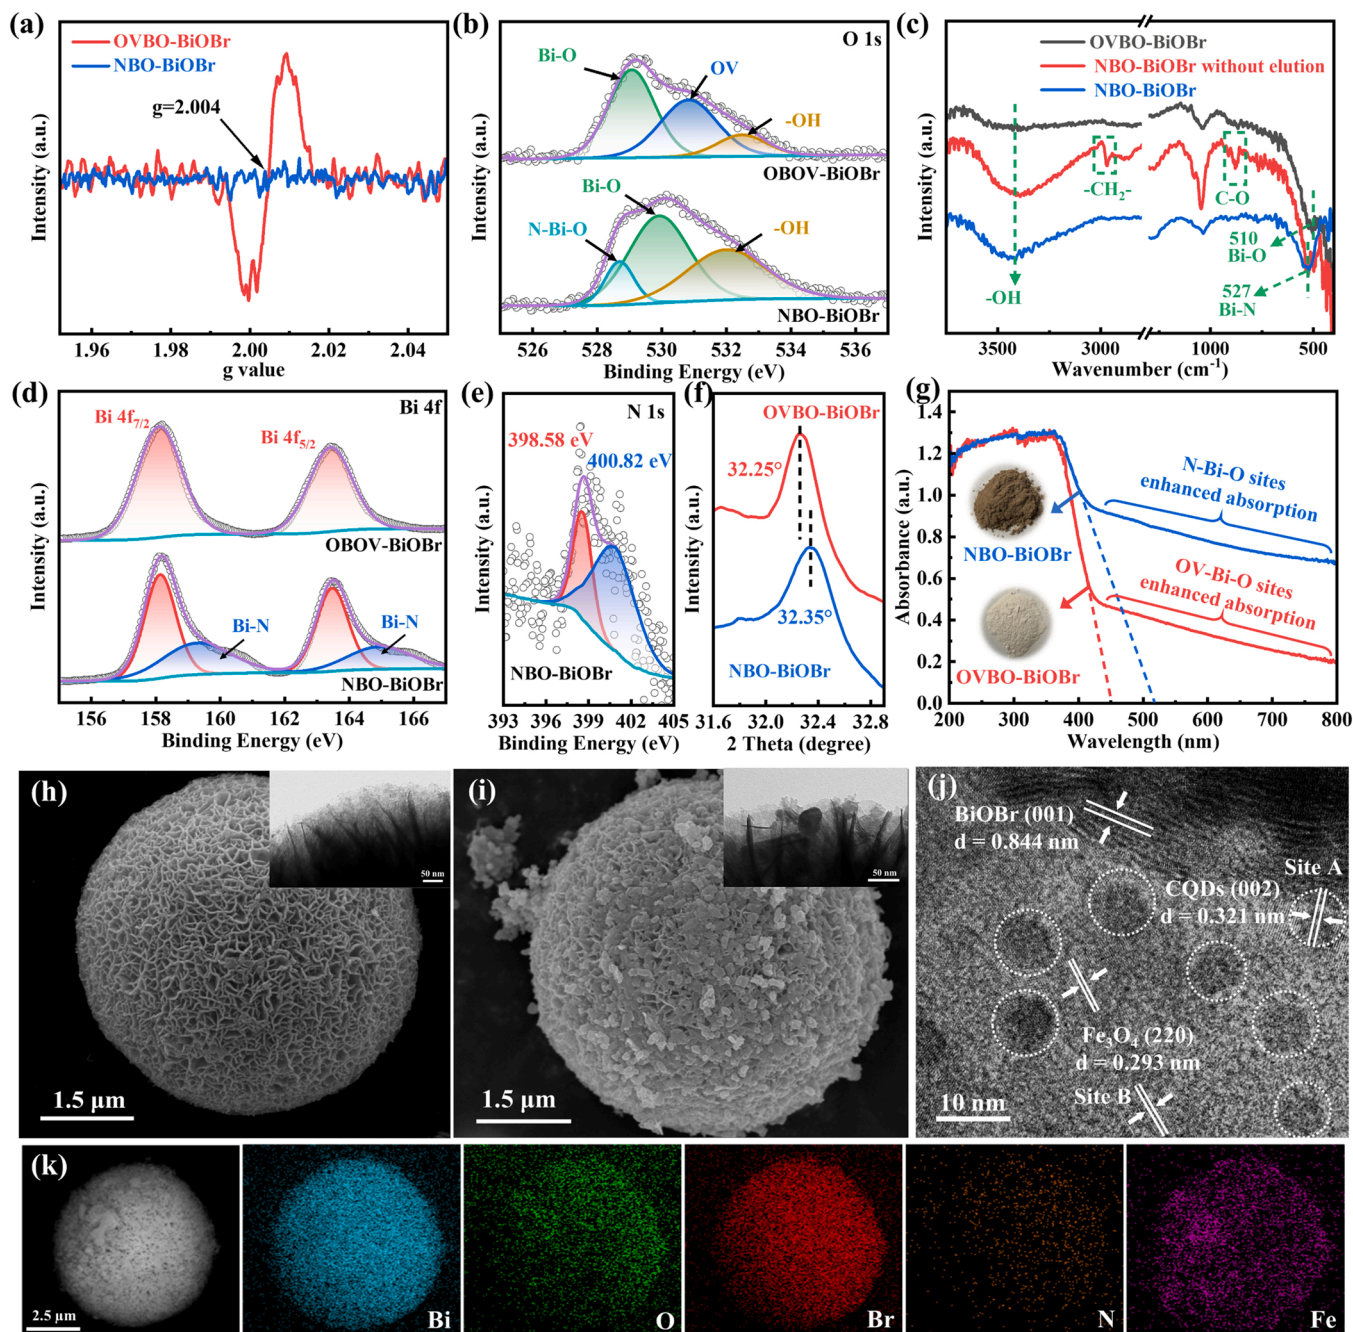 (a)
OVBO-BiOBr
NBO-BiOBr
g=2.004
Intensity (a.u.)
1.96 1.98 2.00 2.02 2.04
g value
(b)
O 1s
Bi-O
OV
-OH
OBOV-BiOBr
Bi-O
N-Bi-O
-OH
NBO-BiOBr
Intensity (a.u.)
526 528 530 532 534 536
Binding Energy (eV)
(c)
OVBO-BiOBr
NBO-BiOBr without elution
NBO-BiOBr
-CH₂-
C-O
510
Bi-O
-OH
527
Bi-N
Intensity (a.u.)
3500 3000 1000 500
Wavenumber (cm⁻¹)
(d)
Bi 4f
Bi 4f₇/₂
Bi 4f₅/₂
OBOV-BiOBr
Bi-N
Bi-N
NBO-BiOBr
Intensity (a.u.)
156 158 160 162 164 166
Binding Energy (eV)
(e)
N 1s
398.58 eV
400.82 eV
NBO-BiOBr
Intensity (a.u.)
393 396 399 402 405
Binding Energy (eV)
(f)
OVBO-BiOBr
32.25°
32.35°
NBO-BiOBr
Intensity (a.u.)
31.6 32.0 32.4 32.8
2 Theta (degree)
(g)
1.4
1.2
1.0
0.8
0.6
0.4
0.2
0.0
Absorbance (a.u.)
N-Bi-O sites
enhanced absorption
NBO-BiOBr
OV-Bi-O sites
enhanced absorption
OVBO-BiOBr
200 300 400 500 600 700 800
Wavelength (nm)
(h)
50 nm
1.5 μm
(i)
50 nm
1.5 μm
(j)
BiOBr (001)
d = 0.844 nm
Site A
CQDs (002)
d = 0.321 nm
Fe₃O₄ (220)
d = 0.293 nm
Site B
10 nm
(k)
2.5 μm
Bi
O
Br
N
Fe